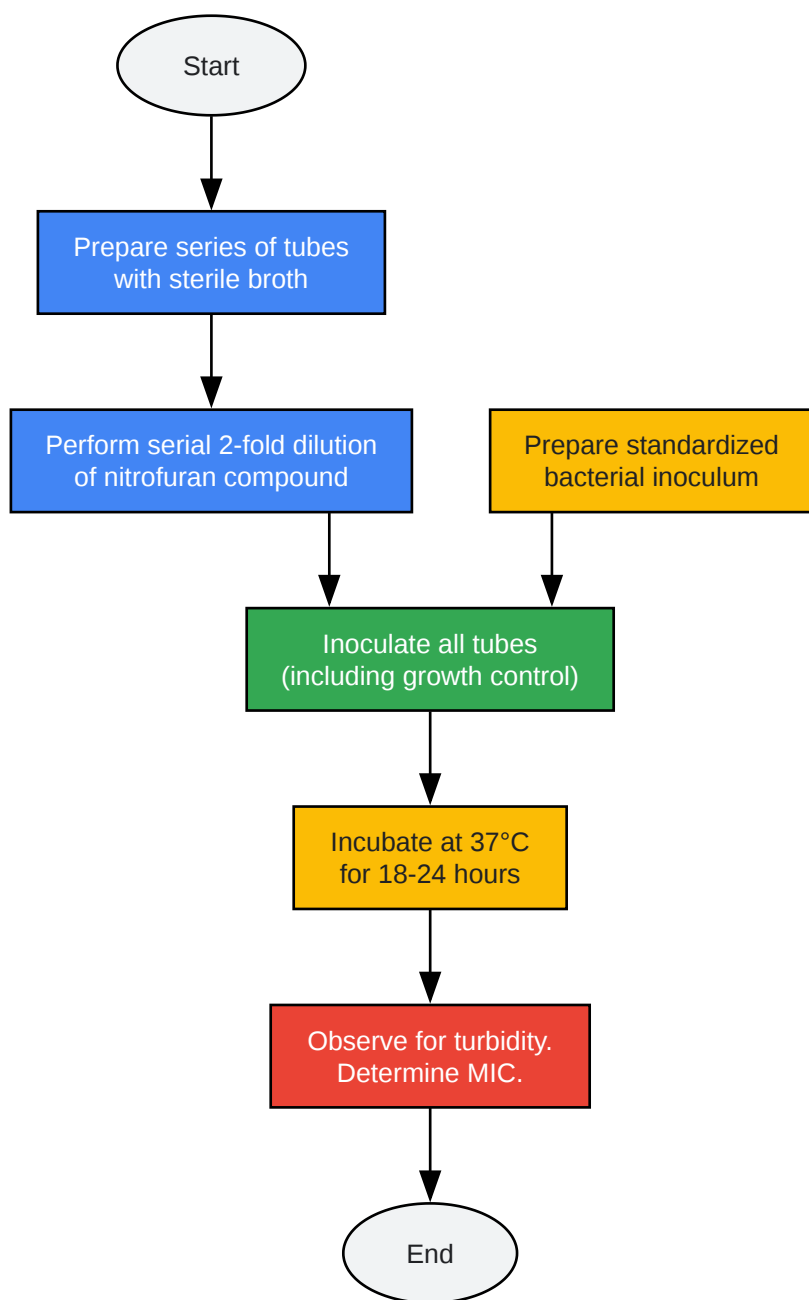 Start
Prepare series of tubes
with sterile broth
Perform serial 2-fold dilution
of nitrofuran compound
Prepare standardized
bacterial inoculum
Inoculate all tubes
(including growth control)
Incubate at 37°C
for 18-24 hours
Observe for turbidity.
Determine MIC.
End